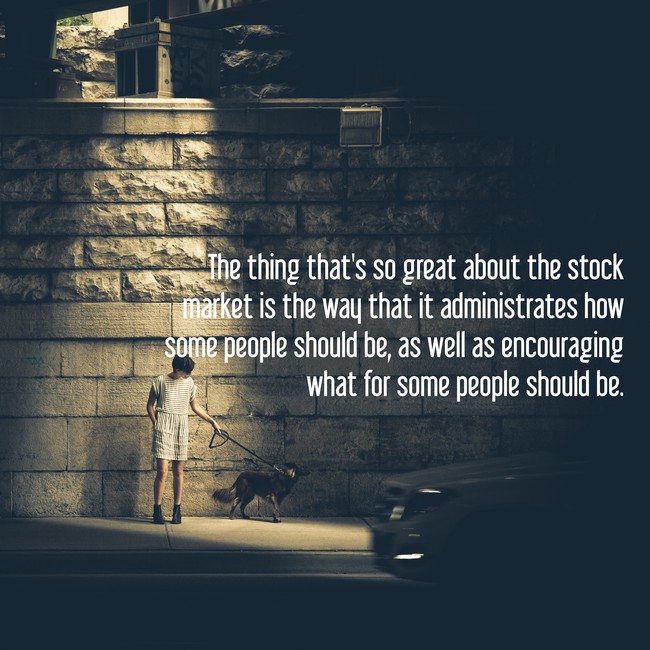 The thing that's so great about the stock
market is the way that it administrates how
some people should be, as well as encouraging
what for some people should be.